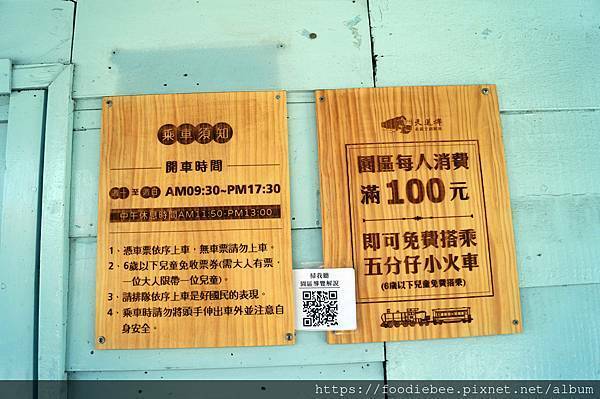 乘車須知
開車時間
週六至週日 AM09:30~PM17:30
中午休息時間AM11:50-PM13:00
1、憑車票依序上車，無車票請勿上車。
2、6歲以下兒童免收票券(需大人有票，
一位大人限帶一位兒童)。
3、請排隊依序上車是好國民的表現。
4、乘車時請勿將頭手伸出車外並注意自
身安全。
掃我聽
園區導覽解說
天蓮牌
園區每人消費
滿100元
即可免費搭乘
五分仔小火車
(6歲以下兒童免費搭乘)
https://foodiebee.pixnet.net/album